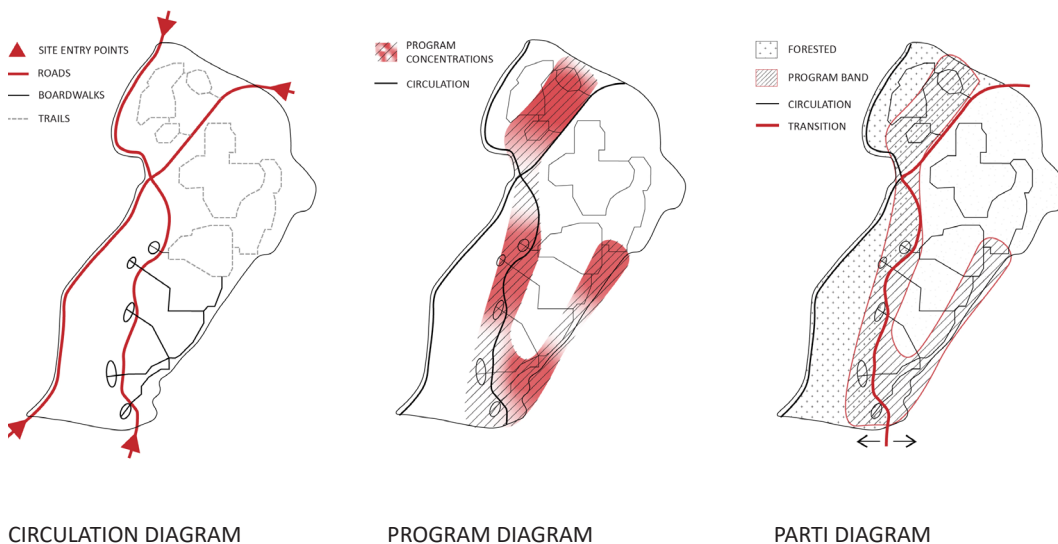 SITE ENTRY POINTS
ROADS
BOARDWALKS
TRAILS
PROGRAM
CONCENTRATIONS
CIRCULATION
FORESTED
PROGRAM BAND
CIRCULATION
TRANSITION
CIRCULATION DIAGRAM
PROGRAM DIAGRAM
PARTI DIAGRAM